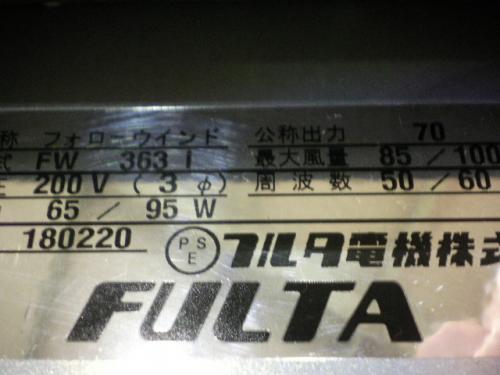 称 フォローウインド 公称出力 70
式 FW 363 I 最大風量 85 / 100
200 V ( 3 φ ) 周波数 50 / 60
65 / 95 W
180220 PSE フルタ電機株式
FULTA